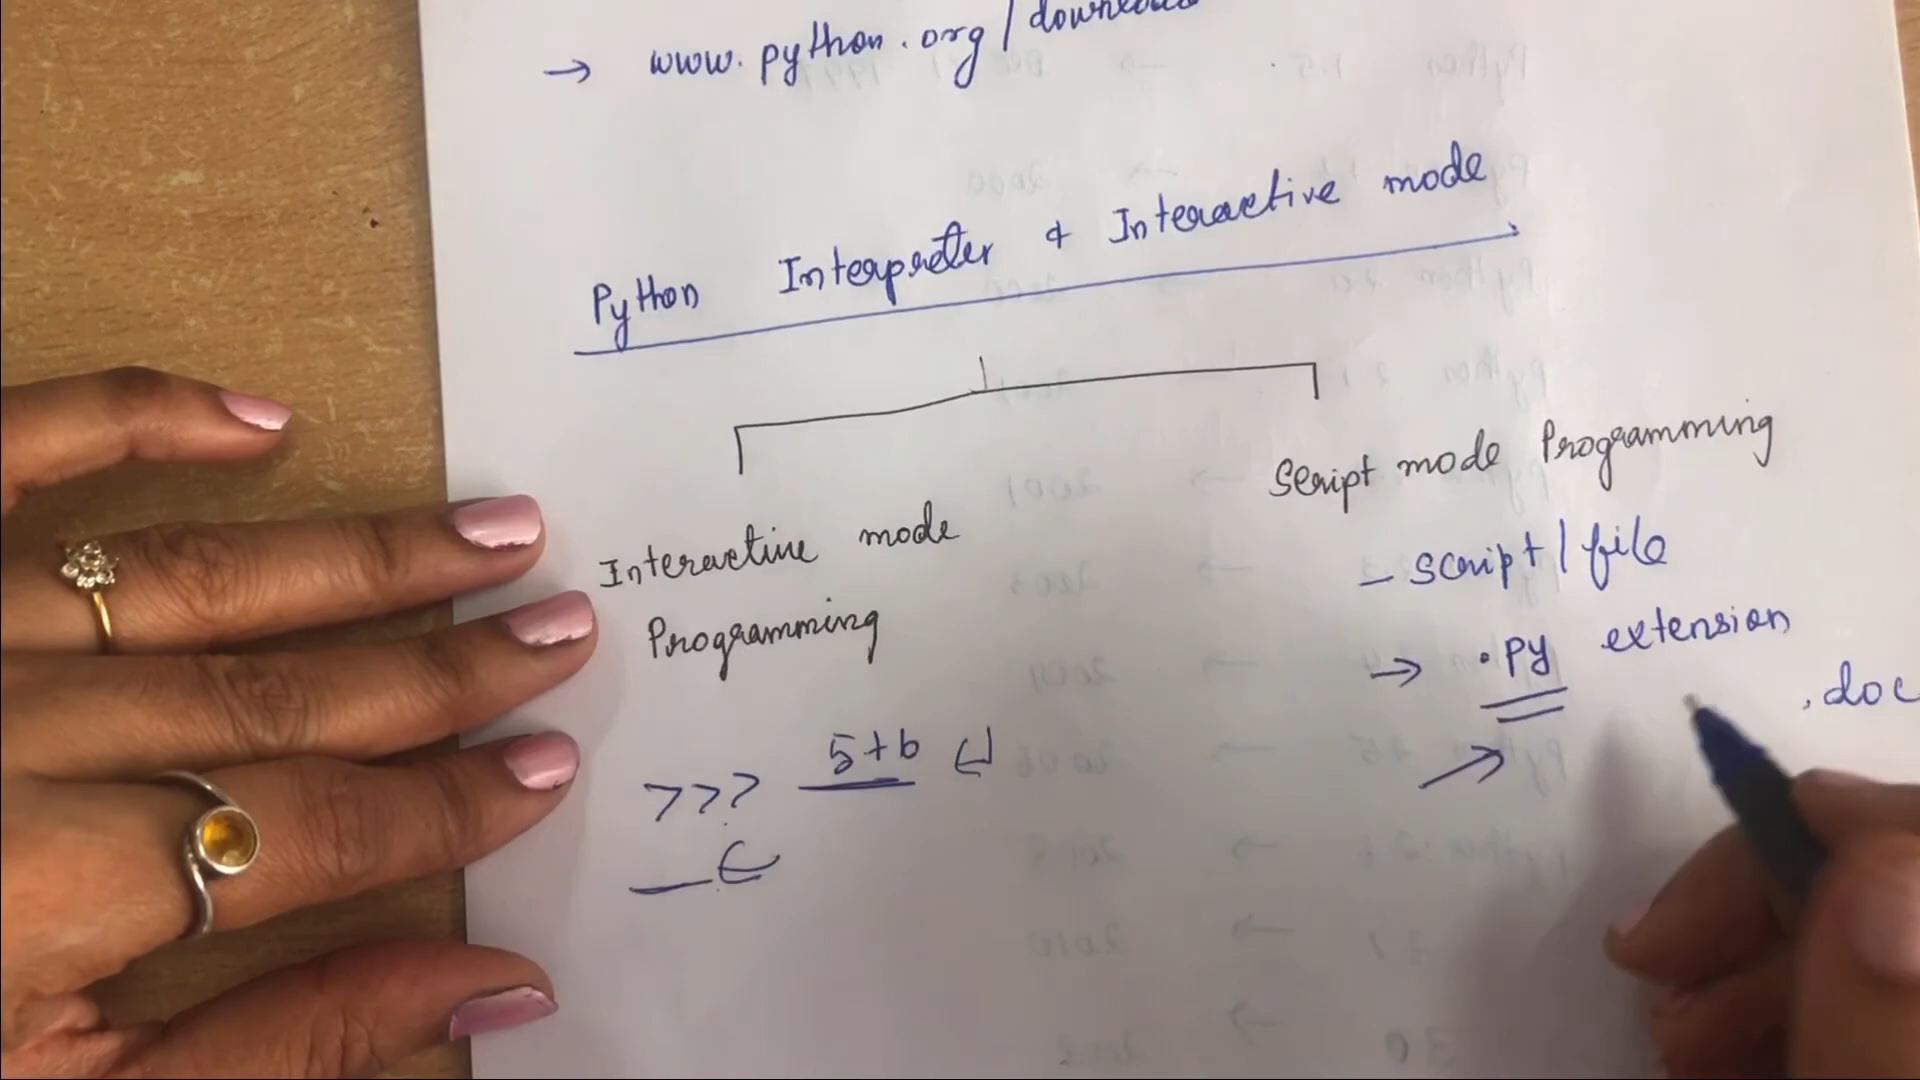 → www.python.org/download
Python Interpreter & Interactive mode
Interactive mode
Programming
>>> 5+6
Script mode Programming
- script/file
→ .py extension
.doc